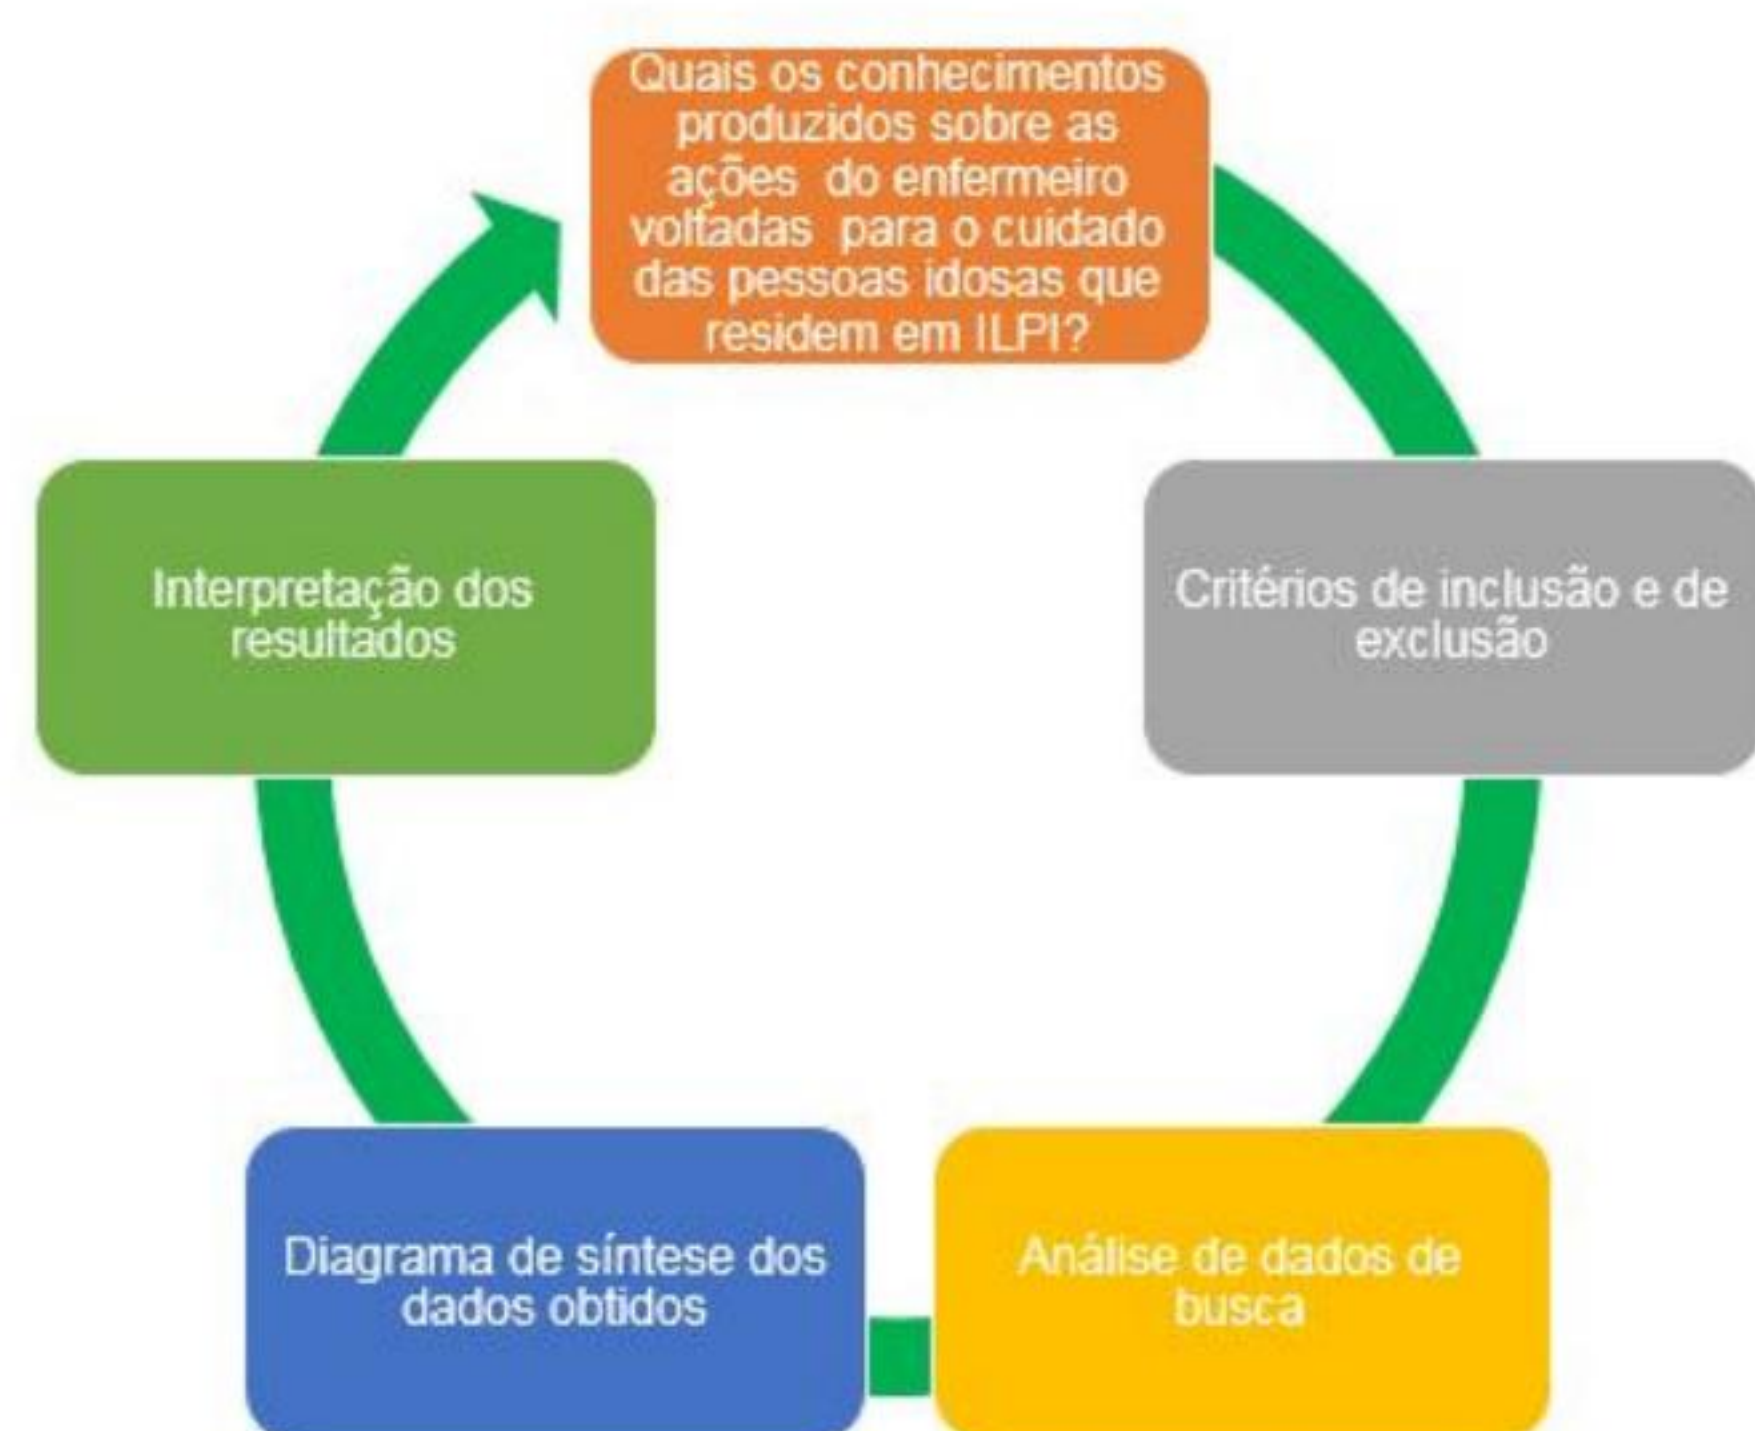 Quais os conhecimentos
produzidos sobre as
ações do enfermeiro
voltadas para o cuidado
das pessoas idosas que
residem em ILPI?
Critérios de inclusão e de
exclusão
Análise de dados de
busca
Diagrama de síntese dos
dados obtidos
Interpretação dos
resultados